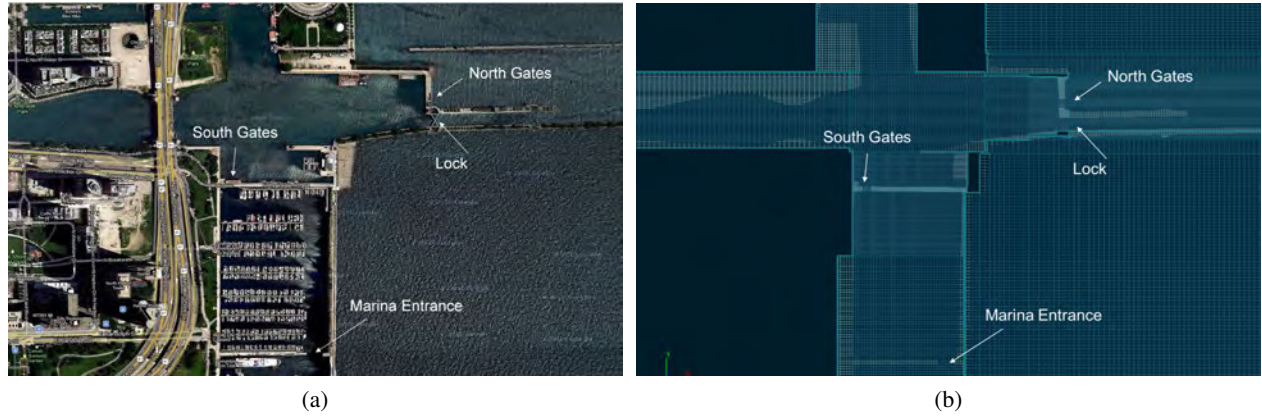 North Gates
South Gates
Lock
Marina Entrance
(a)
North Gates
South Gates
Lock
Marina Entrance
(b)